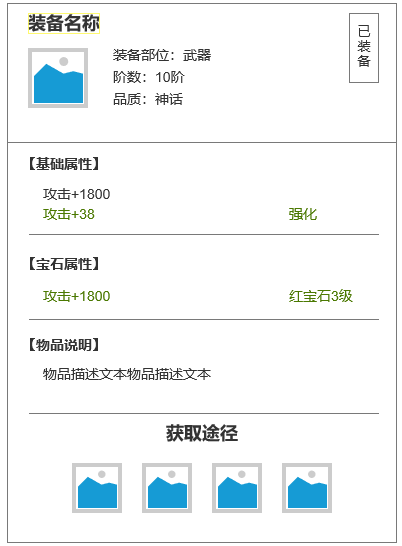 装备名称
已装备
装备部位：武器
阶数：10阶
品质：神话
【基础属性】
攻击+1800
攻击+38 强化
【宝石属性】
攻击+1800 红宝石3级
【物品说明】
物品描述文本物品描述文本
获取途径